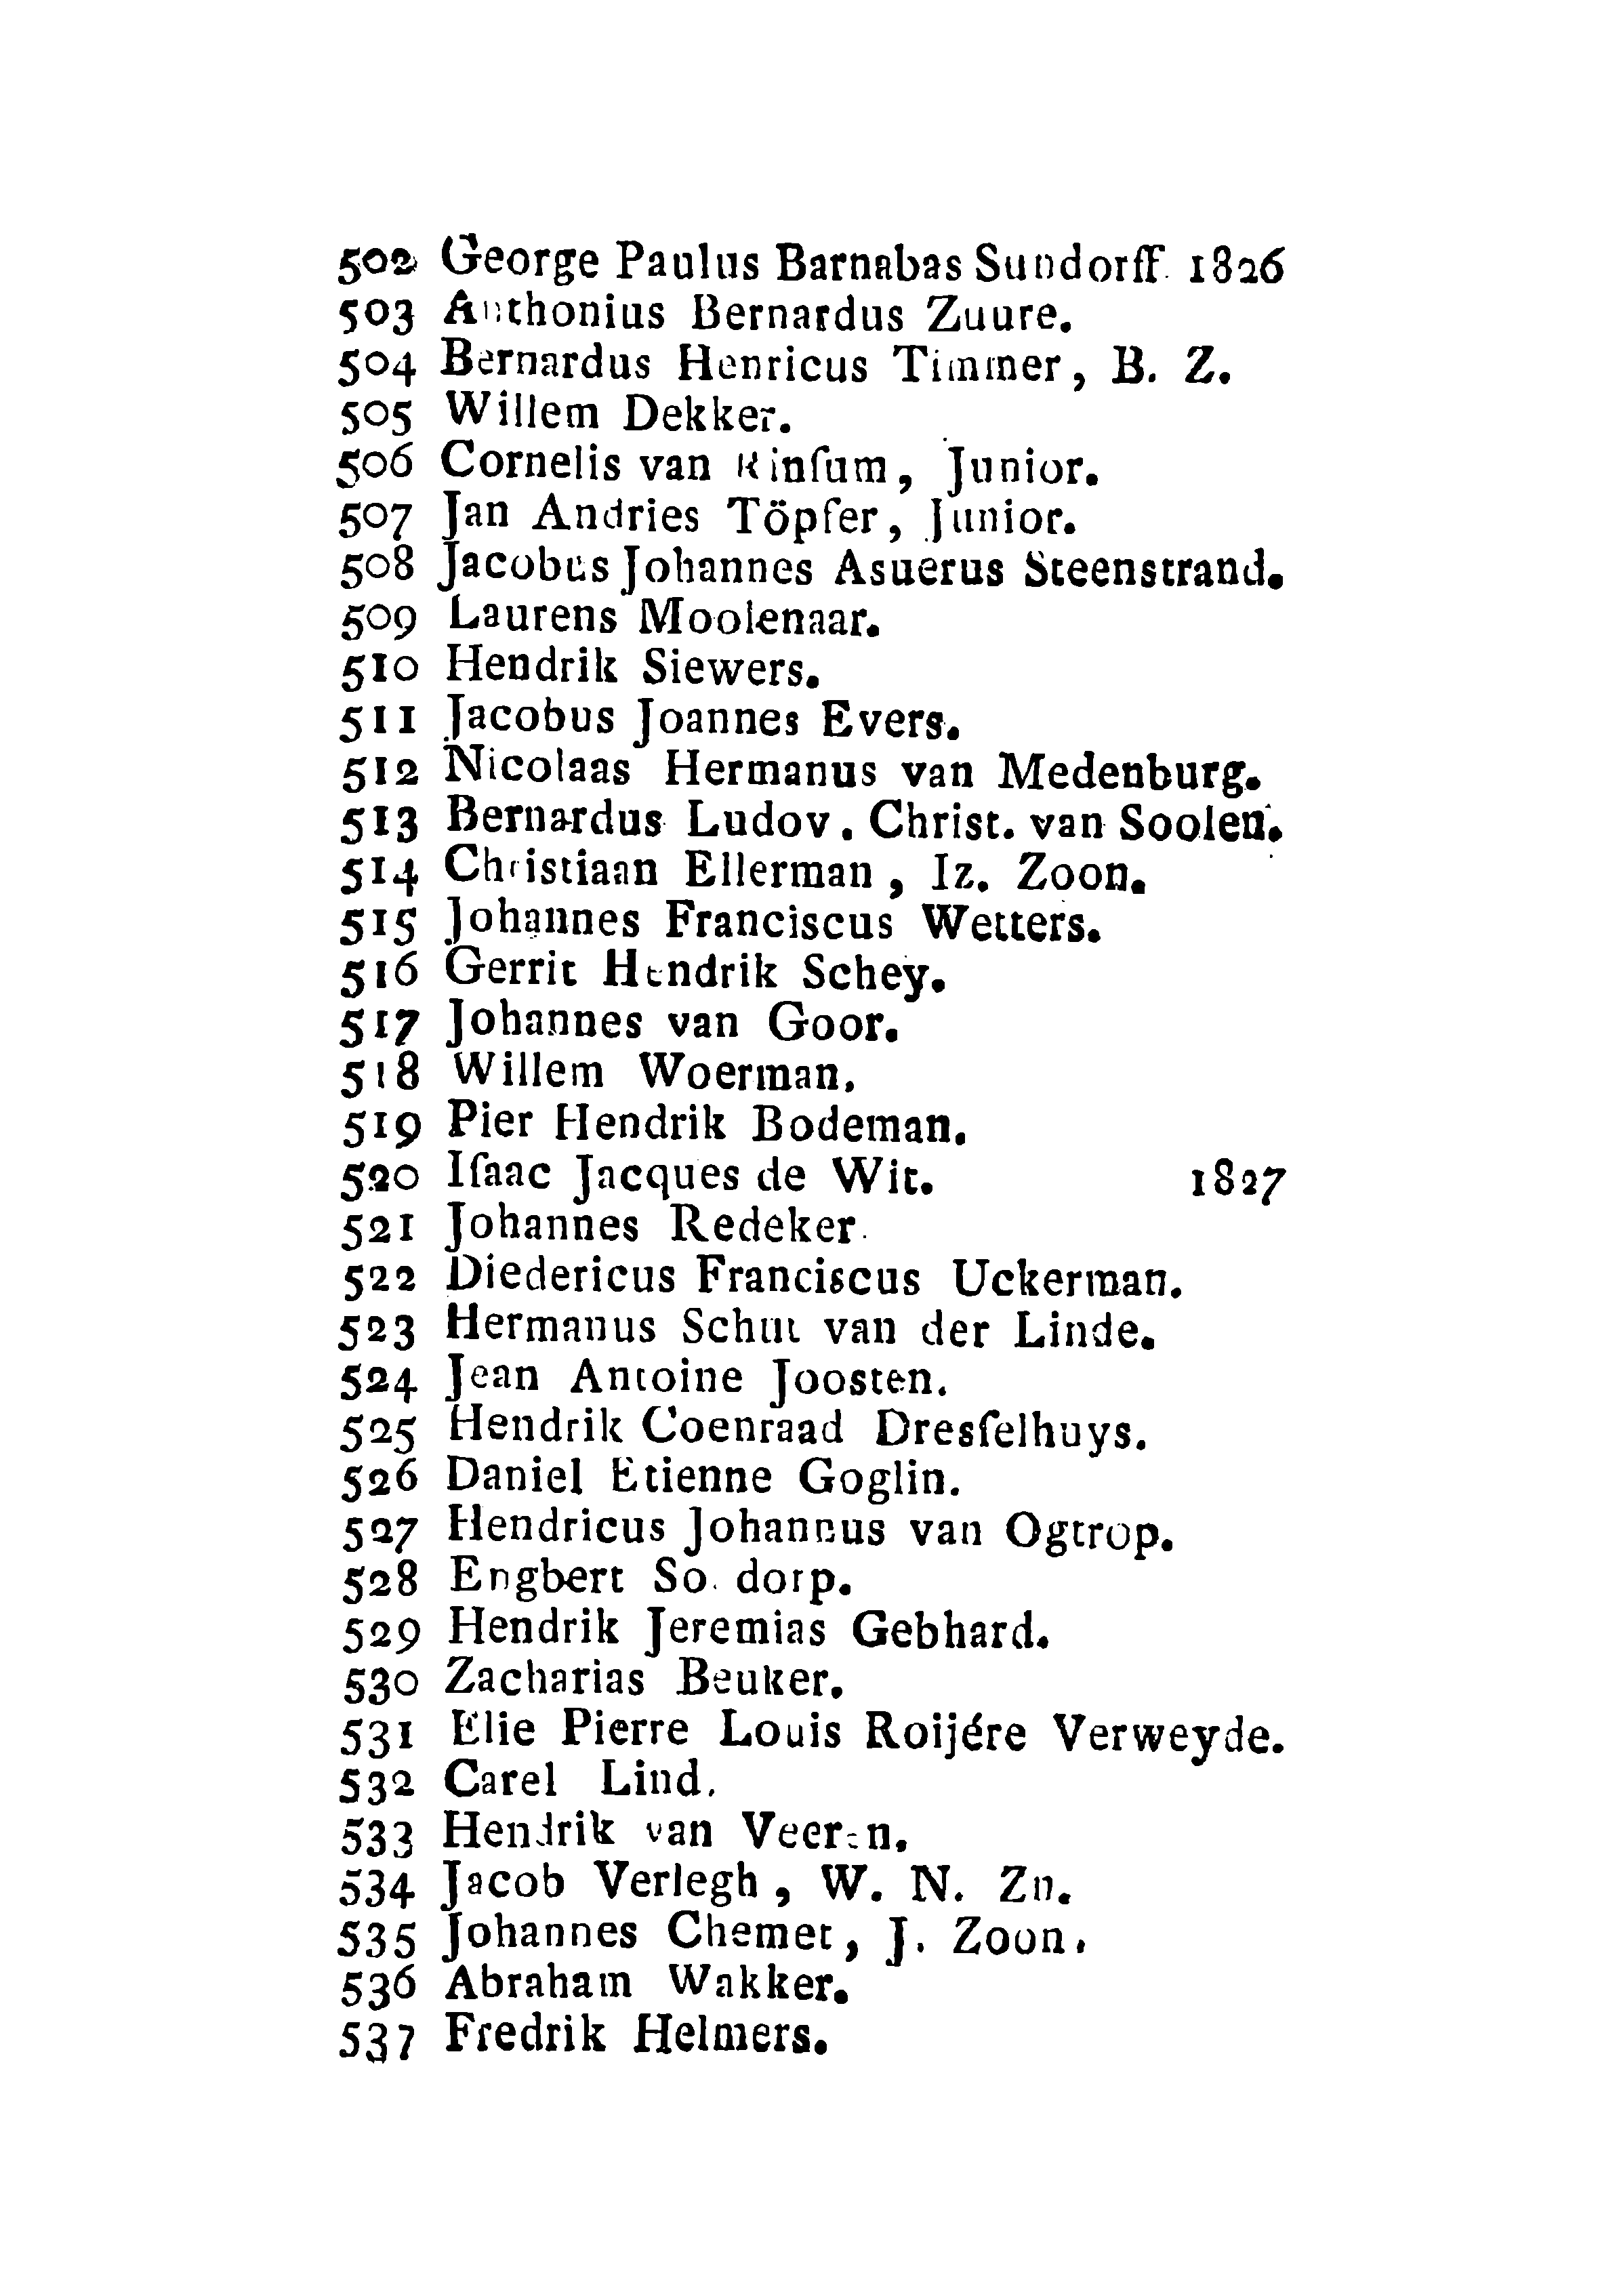 502 George Paulus Barnabas Sundorff. 1826
503 Anthonius Bernardus Zuure.
504 Bernardus Henricus Timmer, B. Z.
505 Willem Dekker.
506 Cornelis van Rinſum, Junior.
507 Jan Andries Töpfer, Junior.
508 Jacobus Johannes Asuerus Steenstrand.
509 Laurens Moolenaar.
510 Hendrik Siewers.
511 Jacobus Joannes Evers.
512 Nicolaas Hermanus van Medenburg.
513 Bernardus Ludov. Christ. van Soolen.
514 Christiaan Ellerman, Iz. Zoon.
515 Johannes Franciscus Wetters.
516 Gerrit Hendrik Schey.
517 Johannes van Goor.
518 Willem Woerman.
519 Pier Hendrik Bodeman.
520 Iſaac Jacques de Wit. 1827
521 Johannes Redeker.
522 Diedericus Franciscus Uckerman.
523 Hermanus Schut van der Linde.
524 Jean Antoine Joosten.
525 Hendrik Coenraad Dresſelhuys.
526 Daniel Etienne Goglin.
527 Hendricus Johannus van Ogtrop.
528 Engbert
529 Hendrik Jeremias Gebhard.
530 Zacharias Beuker.
531 Elie Pierre Louis Roijére Verweyde.
532 Carel Lind.
533 Hendrik van Veeren.
534 Jacob Verlegh, W. N. Zn.
535 Johannes Chemet, J. Zoon.
536 Abraham Wakker.
537 Fredrik Helmers.